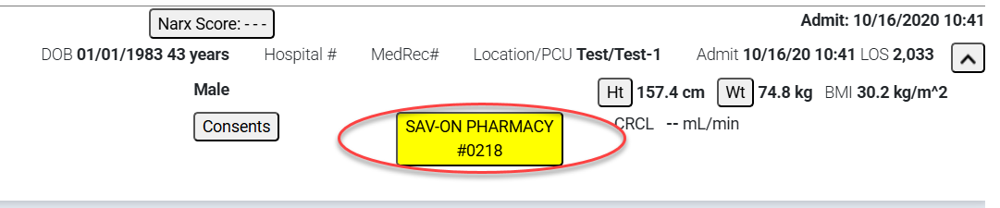 Narx Score: - - -
Admit: 10/16/2020 10:41
DOB 01/01/1983 43 years Hospital # MedRec# Location/PCU Test/Test-1 Admit 10/16/20 10:41 LOS 2,033
Male Ht 157.4 cm Wt 74.8 kg BMI 30.2 kg/m^2
Consents
SAV-ON PHARMACY
#0218
CRCL -- mL/min